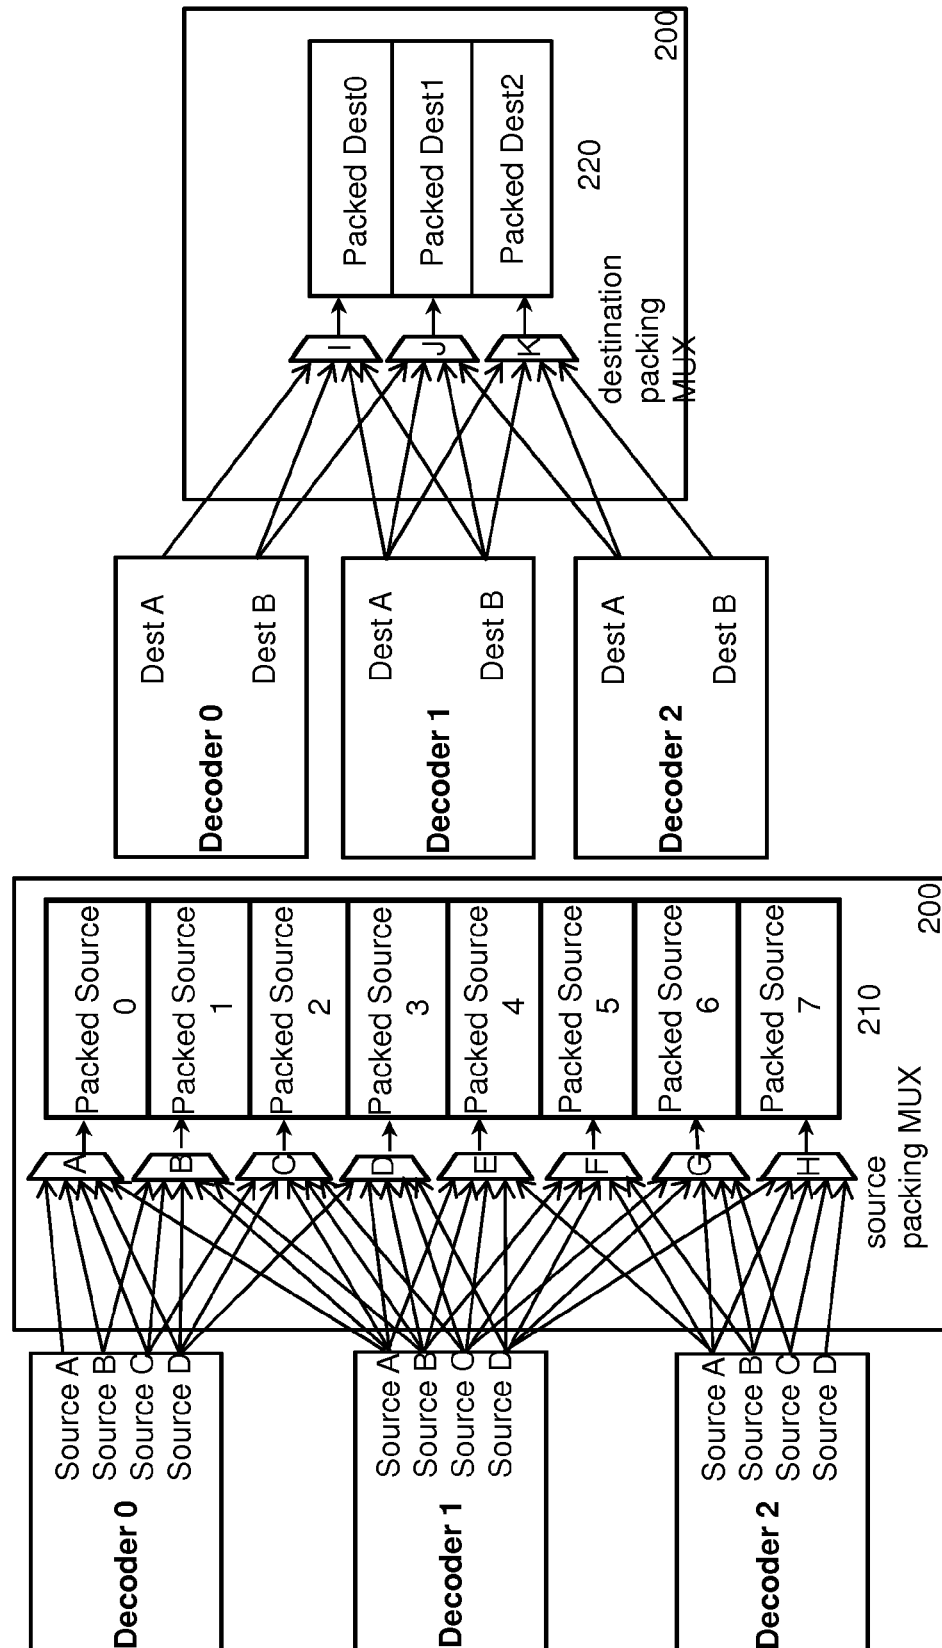 Decoder 0
Source A
Source B
Source C
Source D
Decoder 1
Source A
Source B
Source C
Source D
Decoder 2
Source A
Source B
Source C
Source D
A
B
C
D
E
F
G
H
source
packing MUX
Packed Source
0
Packed Source
1
Packed Source
2
Packed Source
3
Packed Source
4
Packed Source
5
Packed Source
6
Packed Source
7
210
200
Decoder 0
Dest A
Dest B
Decoder 1
Dest A
Dest B
Decoder 2
Dest A
Dest B
I
J
K
destination
packing
MUX
Packed Dest0
Packed Dest1
Packed Dest2
220
200